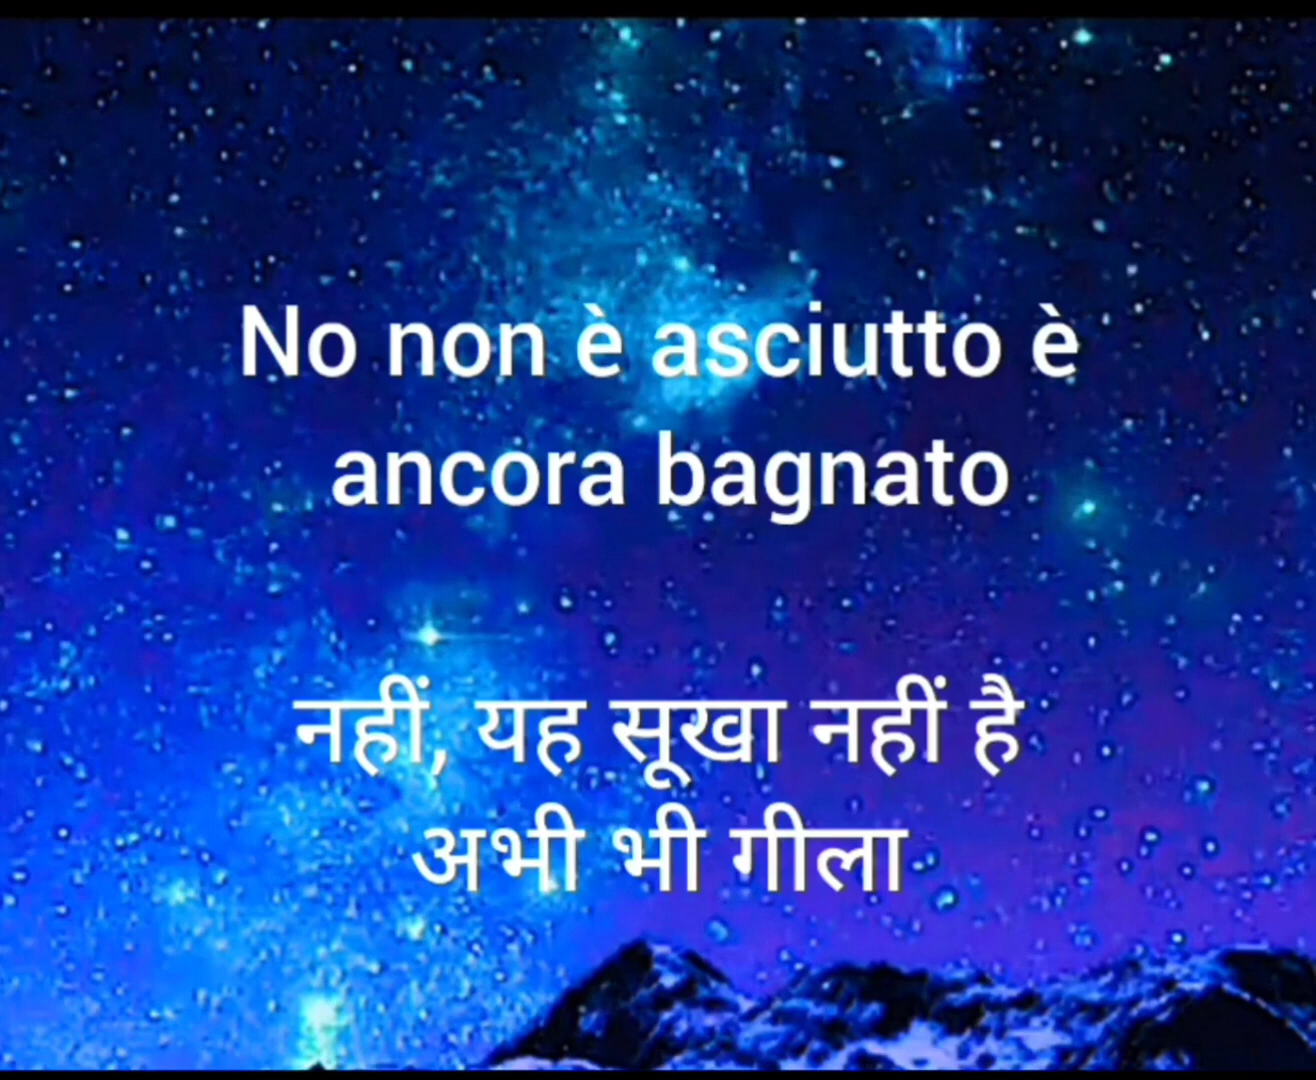 No non è asciutto è
ancora bagnato
नहीं, यह सूखा नहीं है
अभी भी गीला